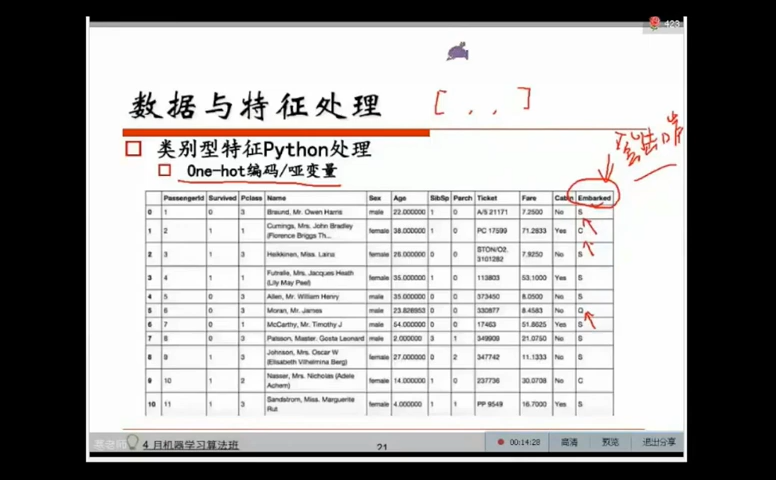 423
数据与特征处理 [ . . ]
类别型特征Python处理
One-hot编码/哑变量
PassengerId Survived Pclass Name Sex Age SibSp Parch Ticket Fare Cabin Embarked
0 1 0 3 Braund, Mr. Owen Harris male 22.000000 1 0 A/5 21171 7.2500 No S
1 2 1 1 Cumings, Mrs. John Bradley (Florence Briggs Th... female 38.000000 1 0 PC 17599 71.2833 Yes C
2 3 1 3 Heikkinen, Miss. Laina female 26.000000 0 0 STON/O2. 3101282 7.9250 No S
3 4 1 1 Futrelle, Mrs. Jacques Heath (Lily May Peel) female 35.000000 1 0 113803 53.1000 Yes S
4 5 0 3 Allen, Mr. William Henry male 35.000000 0 0 373450 8.0500 No S
5 6 0 3 Moran, Mr. James male 23.828953 0 0 330877 8.4583 No Q
6 7 0 1 McCarthy, Mr. Timothy J male 54.000000 0 0 17463 51.8625 Yes S
7 8 0 3 Palsson, Master. Gosta Leonard male 2.000000 3 1 349909 21.0750 No S
8 9 1 3 Johnson, Mrs. Oscar W (Elisabeth Vilhelmina Berg) female 27.000000 0 2 347742 11.1333 No S
9 10 1 2 Nasser, Mrs. Nicholas (Adele Achem) female 14.000000 1 0 237736 30.0708 No C
10 11 1 3 Sandstrom, Miss. Marguerite Rut female 4.000000 1 1 PP 9549 16.7000 Yes S
4 月机器学习算法班
21
00:14:28 高清 预览 退出分享